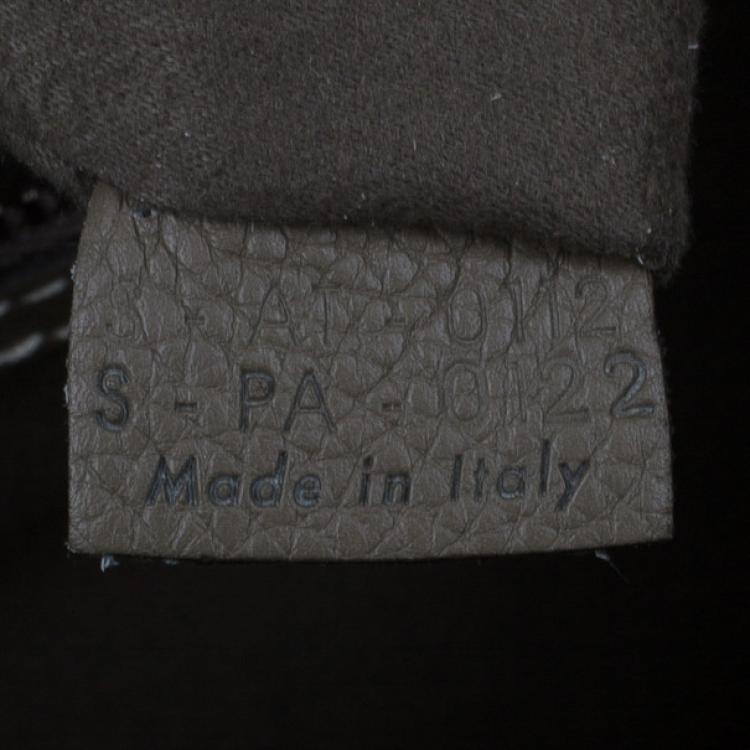 S - AT - 0112
S - PA - 0122
Made in Italy